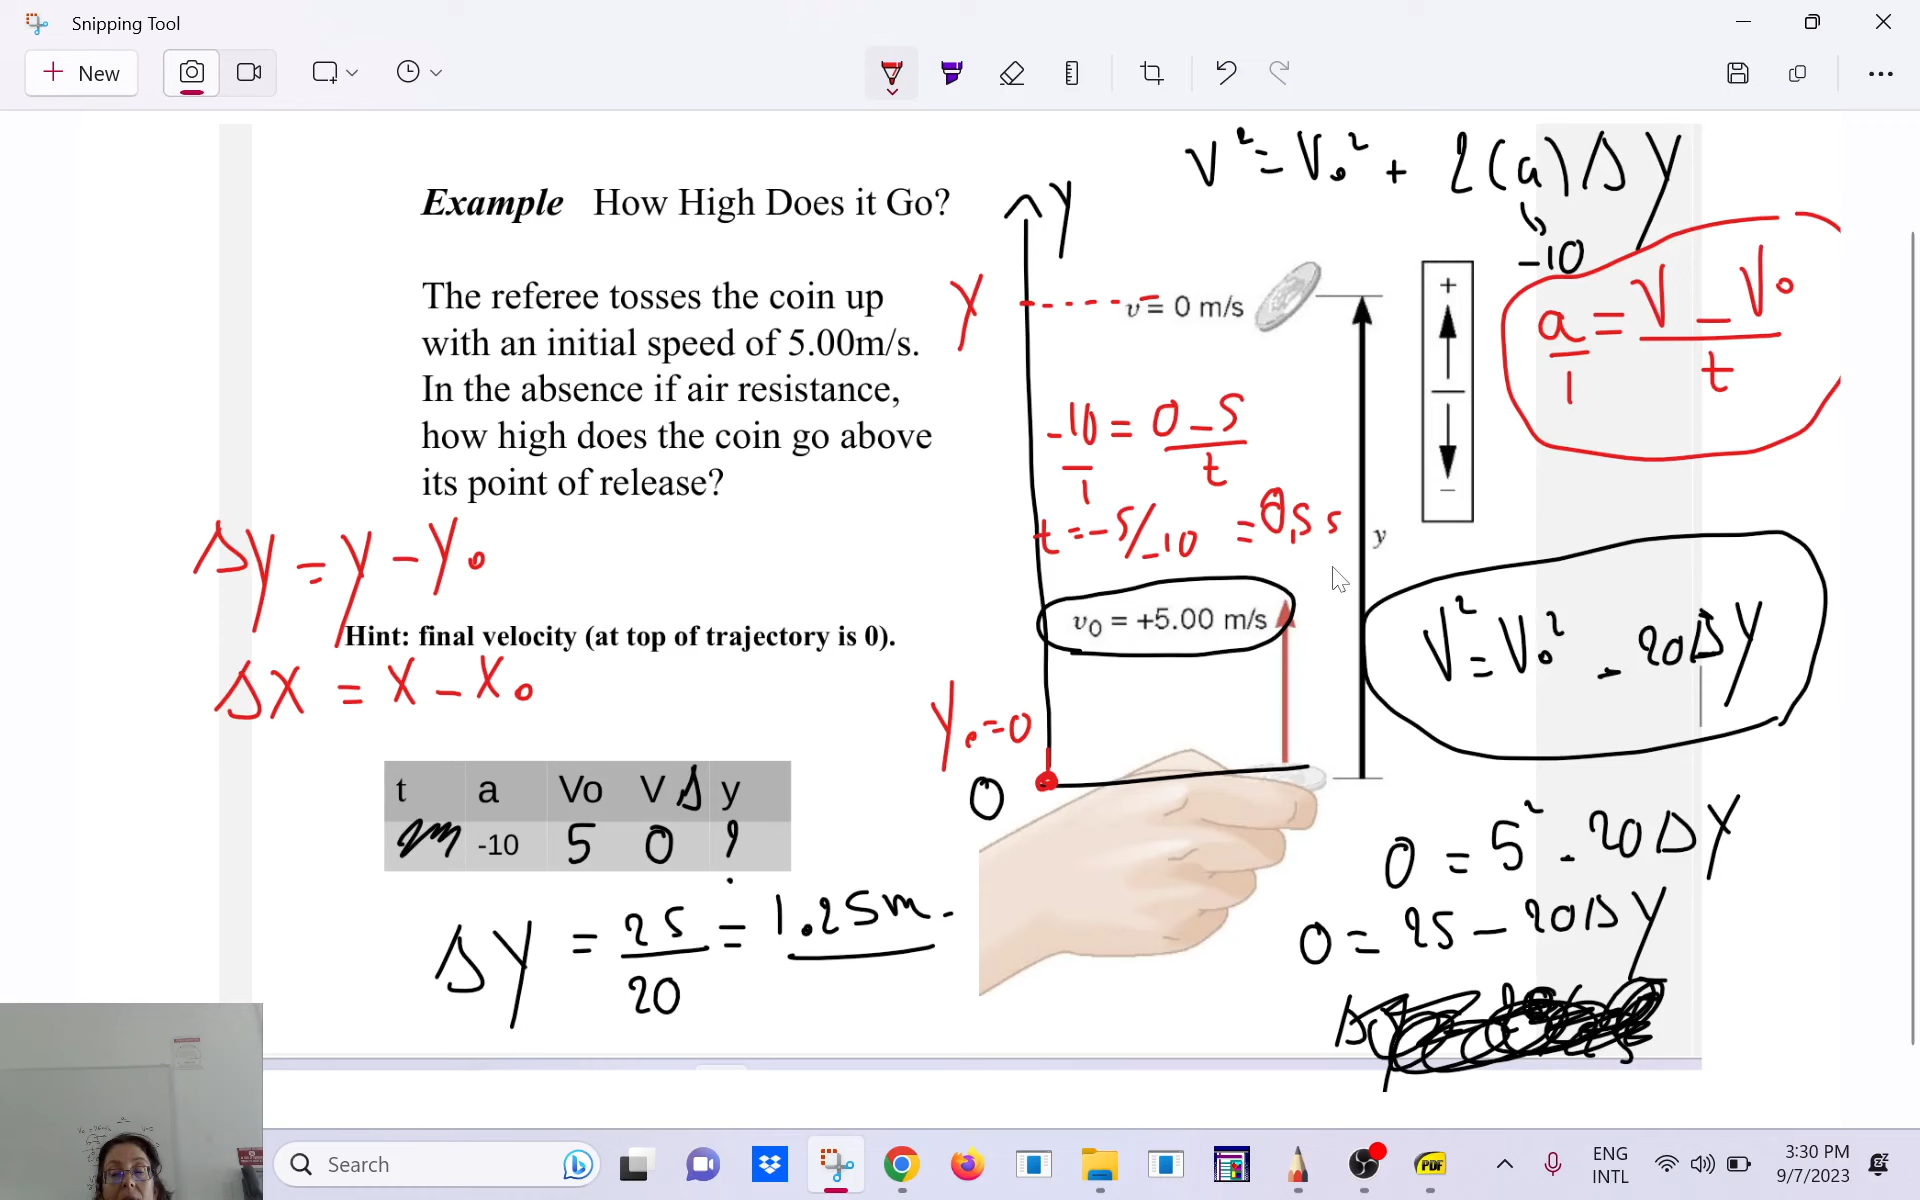 Snipping Tool
New
V² = V₀² + 2(a)ΔY
-10
Example How High Does it Go?
Y
The referee tosses the coin up
with an initial speed of 5.00m/s.
In the absence if air resistance,
how high does the coin go above
its point of release?
Y
v = 0 m/s
+
−
a/1 = V - V₀/t
-10/1 = 0-5/t
t = -5/-10 = 0,5 s
y
ΔY = Y - Y₀
v₀ = +5.00 m/s
V² = V₀² - 20ΔY
Hint: final velocity (at top of trajectory is 0).
ΔX = X - X₀
Y₀ = 0
0
t a Vo V Δ y
-10 5 0 ?
ΔY = 25/20 = 1.25m.
0 = 5² - 20ΔY
0 = 25 - 20ΔY
Search
PDF
ENG
INTL
3:30 PM
9/7/2023